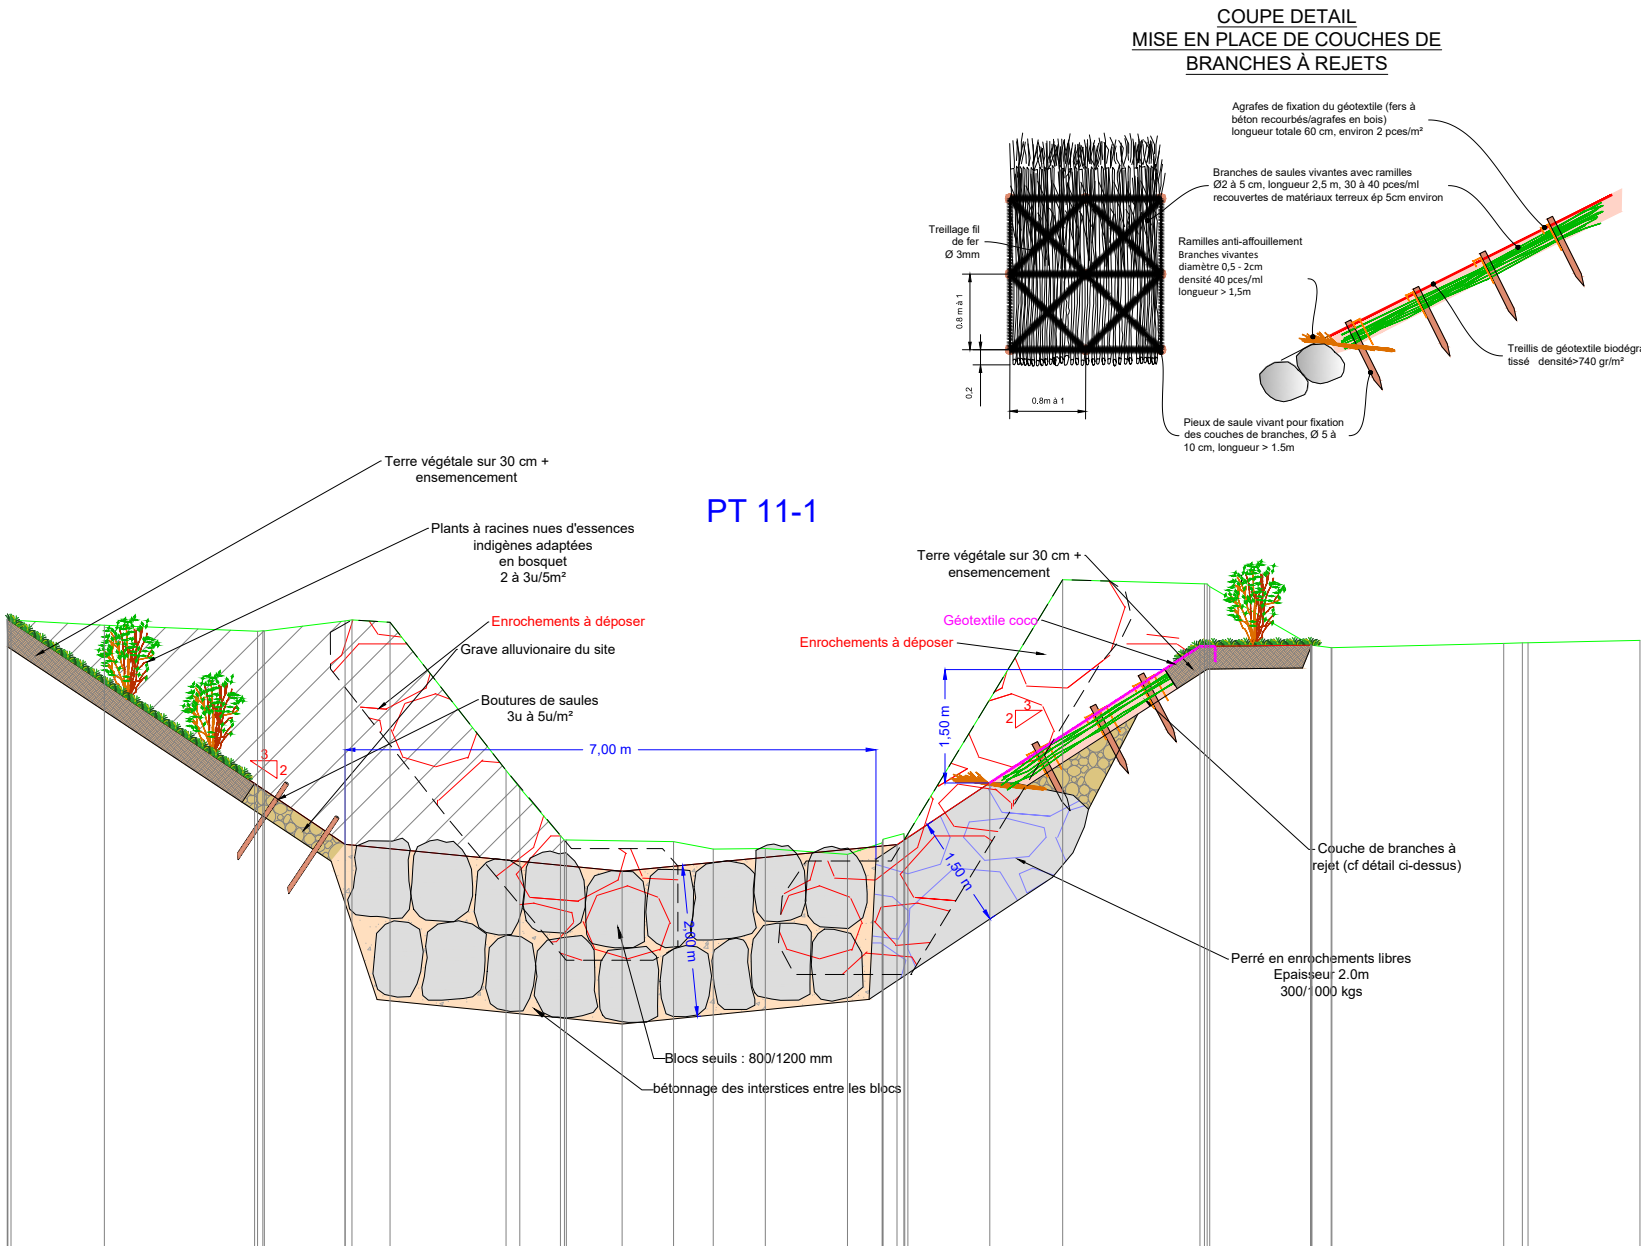 COUPE DETAIL
MISE EN PLACE DE COUCHES DE
BRANCHES À REJETS
Agrafes de fixation du géotextile (fers à
béton recourbés/agrafes en bois)
longueur totale 60 cm, environ 2 pces/m²
Branches de saules vivantes avec ramilles
Ø2 à 5 cm, longueur 2,5 m, 30 à 40 pces/ml
recouvertes de matériaux terreux ép 5cm environ
Treillage fil
de fer
Ø 3mm
Ramilles anti-affouillement
Branches vivantes
diamètre 0,5 - 2cm
densité 40 pces/ml
longueur > 1,5m
0.8 m à 1
0,2
0.8m à 1
Treillis de géotextile biodégra
tissé densité>740 gr/m²
Pieux de saule vivant pour fixation
des couches de branches, Ø 5 à
10 cm, longueur > 1.5m
PT 11-1
Terre végétale sur 30 cm +
ensemencement
Plants à racines nues d'essences
indigènes adaptées
en bosquet
2 à 3u/5m²
Enrochements à déposer
Grave alluvionaire du site
Boutures de saules
3u à 5u/m²
3
2
7,00 m
Terre végétale sur 30 cm +
ensemencement
Géotextile coco
Enrochements à déposer
1,50 m
3
2
1,50 m
2,00 m
Couche de branches à
rejet (cf détail ci-dessus)
Perré en enrochements libres
Epaisseur 2.0m
300/1000 kgs
Blocs seuils : 800/1200 mm
bétonnage des interstices entre les blocs